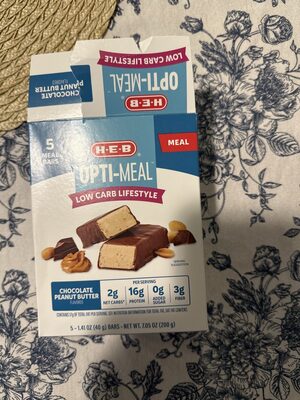 LOW CARB LIFESTYLE
OPTI-MEAL
H-E-B
CHOCOLATE
PEANUT BUTTER
FLAVORED
5
MEAL
BARS
H-E-B
MEAL
OPTI-MEAL
LOW CARB LIFESTYLE
PER SERVING
CHOCOLATE
PEANUT BUTTER
FLAVORED
2g
NET CARBS
16g
PROTEIN
0g
ADDED
SUGAR
3g
FIBER
5 - 1.41 OZ (40 g) BARS - NET WT. 7.05 OZ (200 g)